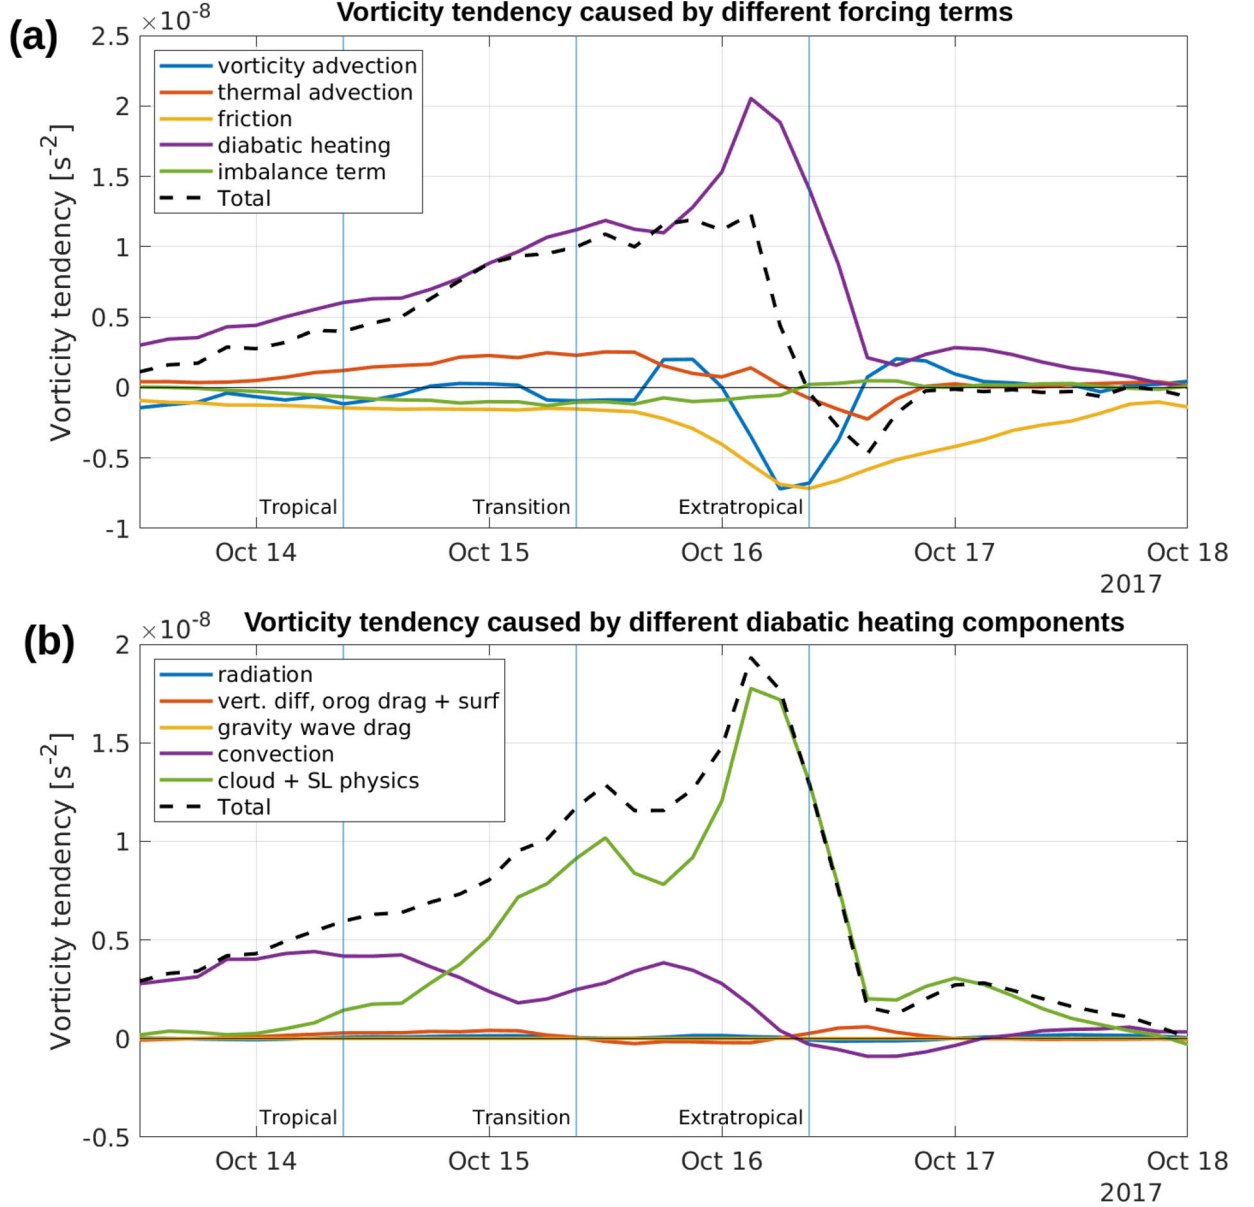 (a)
×10⁻⁸
Vorticity tendency caused by different forcing terms
2.5
2
1.5
1
0.5
0
-0.5
-1
Vorticity tendency [s⁻²]
vorticity advection
thermal advection
friction
diabatic heating
imbalance term
Total
Tropical
Transition
Extratropical
Oct 14
Oct 15
Oct 16
Oct 17
Oct 18
2017
(b)
×10⁻⁸
Vorticity tendency caused by different diabatic heating components
2
1.5
1
0.5
0
-0.5
Vorticity tendency [s⁻²]
radiation
vert. diff, orog drag + surf
gravity wave drag
convection
cloud + SL physics
Total
Tropical
Transition
Extratropical
Oct 14
Oct 15
Oct 16
Oct 17
Oct 18
2017